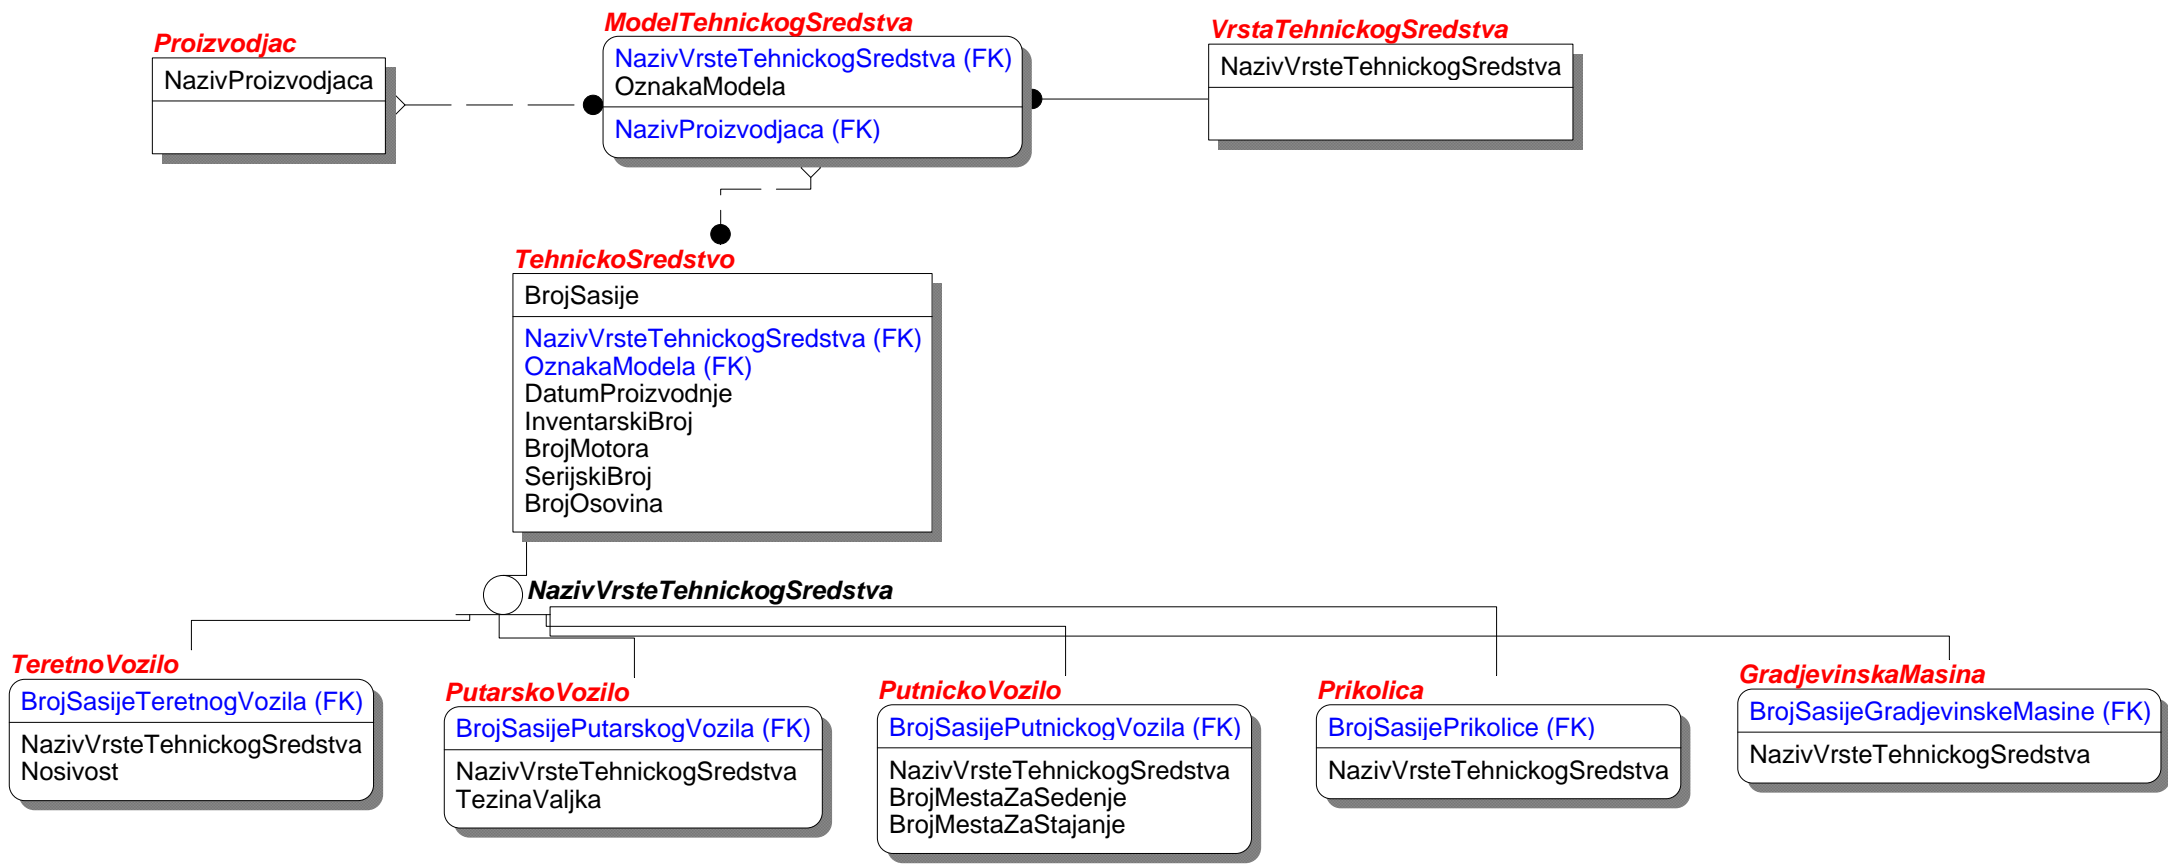 Proizvodjac
NazivProizvodjaca
ModelTehnickogSredstva
NazivVrsteTehnickogSredstva (FK)
OznakaModela
NazivProizvodjaca (FK)
VrstaTehnickogSredstva
NazivVrsteTehnickogSredstva
TehnickoSredstvo
BrojSasije
NazivVrsteTehnickogSredstva (FK)
OznakaModela (FK)
DatumProizvodnje
InventarskiBroj
BrojMotora
SerijskiBroj
BrojOsovina
NazivVrsteTehnickogSredstva
TeretnoVozilo
BrojSasijeTeretnogVozila (FK)
NazivVrsteTehnickogSredstva
Nosivost
PutarskoVozilo
BrojSasijePutarskogVozila (FK)
NazivVrsteTehnickogSredstva
TezinaValjka
PutnickoVozilo
BrojSasijePutnickogVozila (FK)
NazivVrsteTehnickogSredstva
BrojMestaZaSedenje
BrojMestaZaStajanje
Prikolica
BrojSasijePrikolice (FK)
NazivVrsteTehnickogSredstva
GradjevinskaMasina
BrojSasijeGradjevinskeMasine (FK)
NazivVrsteTehnickogSredstva